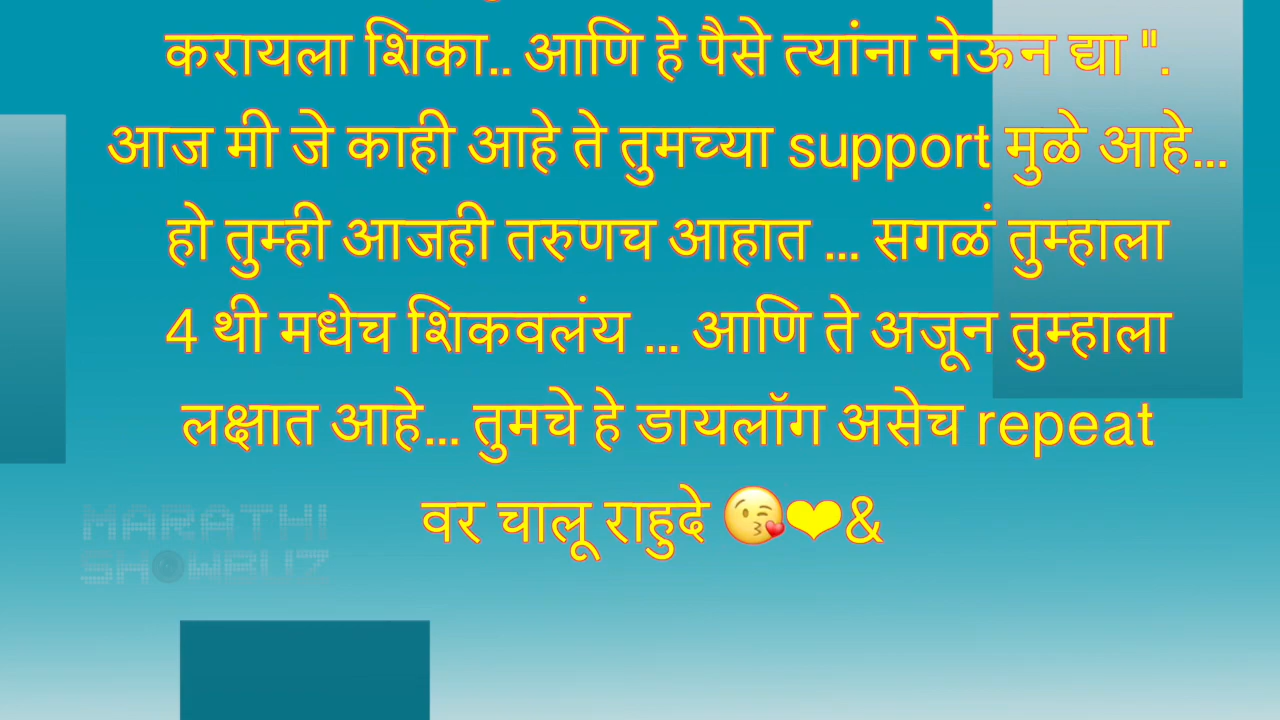 करायला शिका.. आणि हे पैसे त्यांना नेऊन द्या ".
आज मी जे काही आहे ते तुमच्या support मुळे आहे...
हो तुम्ही आजही तरुणच आहात ... सगळं तुम्हाला
4 थी मधेच शिकवलंय ... आणि ते अजून तुम्हाला
लक्षात आहे... तुमचे हे डायलॉग असेच repeat
वर चालू राहुदे 😘❤&
MARATHI
SHOWBUZ